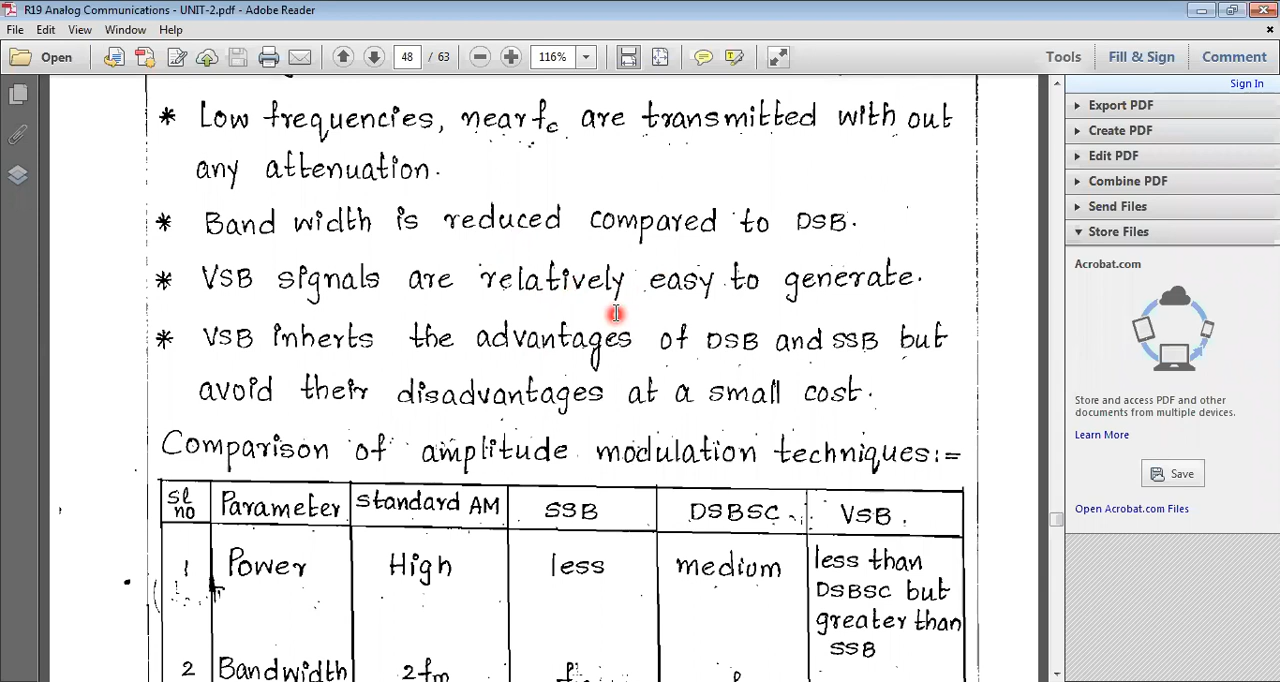 R19 Analog Communications - UNIT-2.pdf - Adobe Reader
File Edit View Window Help
Open 48 / 63 116% Tools Fill & Sign Comment
Sign In
* Low frequencies, near fc are transmitted with out
any attenuation.
* Band width is reduced compared to DSB.
* VSB signals are relatively easy to generate.
* VSB inherts the advantages of DSB and SSB but
avoid their disadvantages at a small cost.
Comparison of amplitude modulation techniques:=
Sl no Parameter Standard AM SSB DSBSC VSB
1 Power High less medium less than
DSBSC but
greater than
SSB
2 Bandwidth 2fm
Export PDF
Create PDF
Edit PDF
Combine PDF
Send Files
Store Files
Acrobat.com
Store and access PDF and other
documents from multiple devices.
Learn More
Save
Open Acrobat.com Files